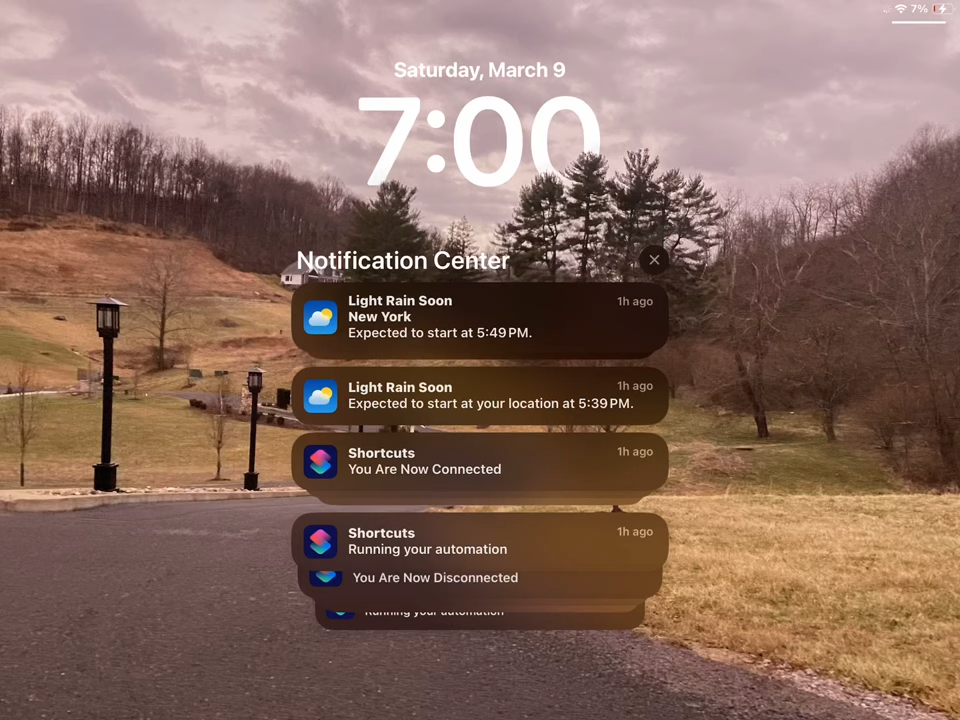 7%
Saturday, March 9
7:00
Notification Center
Light Rain Soon
1h ago
New York
Expected to start at 5:49 PM.
Light Rain Soon
1h ago
Expected to start at your location at 5:39 PM.
Shortcuts
1h ago
You Are Now Connected
Shortcuts
1h ago
Running your automation
You Are Now Disconnected
Running your automation